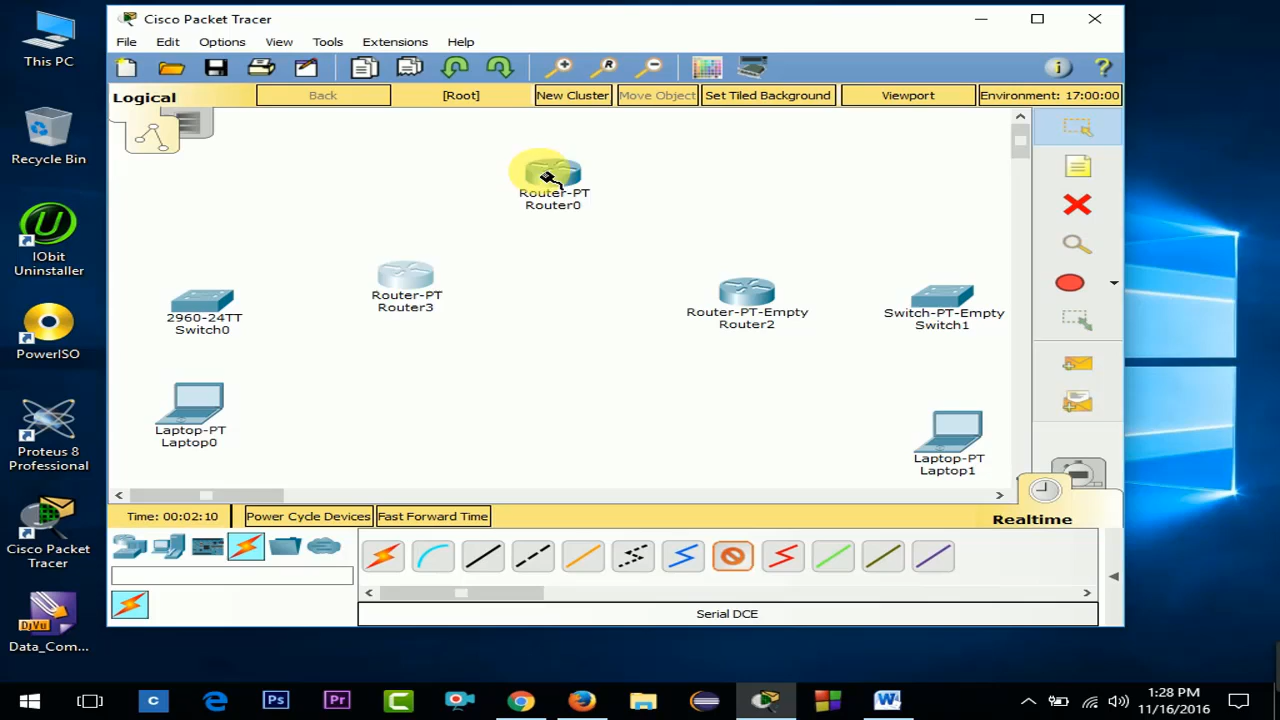 This PC
Recycle Bin
IObit
Uninstaller
PowerISO
Proteus 8
Professional
Cisco Packet
Tracer
DjVu
Data_Com...
Cisco Packet Tracer
File Edit Options View Tools Extensions Help
Logical Back [Root] New Cluster Move Object Set Tiled Background Viewport Environment: 17:00:00
Router-PT
Router0
Router-PT
Router3
2960-24TT
Switch0
Router-PT-Empty
Router2
Switch-PT-Empty
Switch1
Laptop-PT
Laptop0
Laptop-PT
Laptop1
Time: 00:02:10 Power Cycle Devices Fast Forward Time
Realtime
Serial DCE
c Ps Pr C W
1:28 PM
11/16/2016